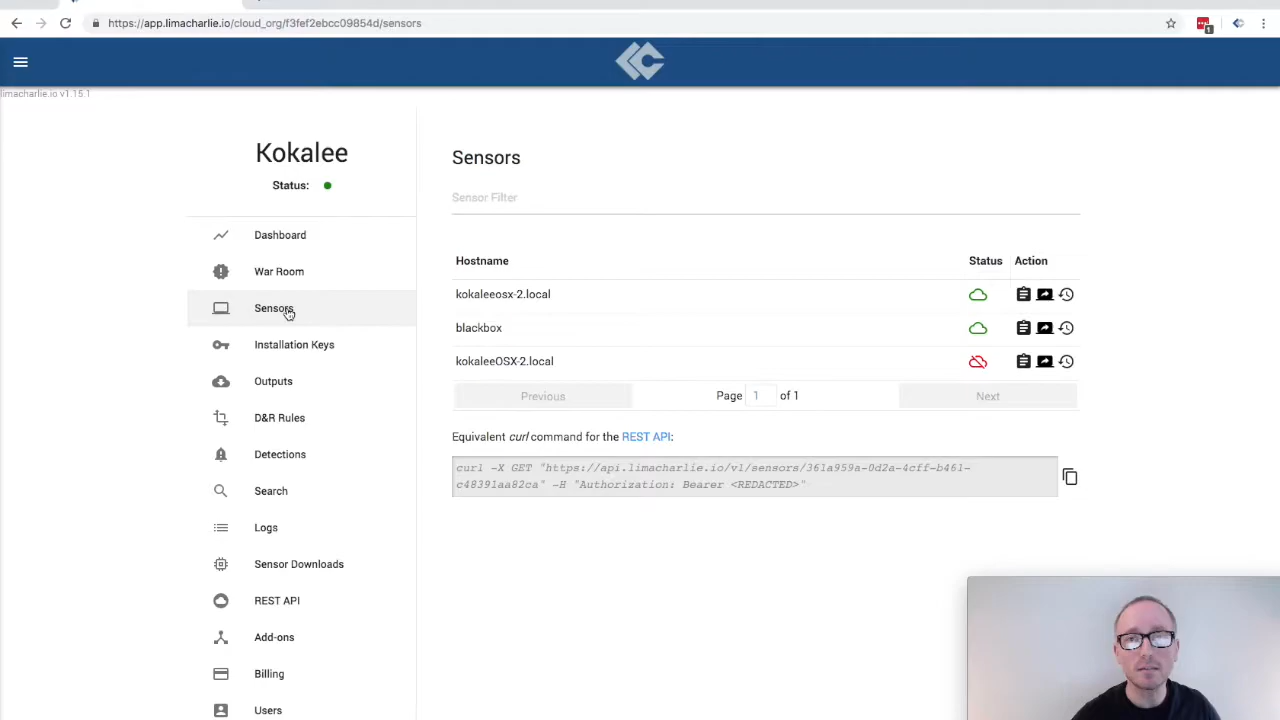 https://app.limacharlie.io/cloud_org/f3fef2ebcc09854d/sensors
1
limacharlie.io v1.15.1
Kokalee
Status:
Dashboard
War Room
Sensors
Installation Keys
Outputs
D&R Rules
Detections
Search
Logs
Sensor Downloads
REST API
Add-ons
Billing
Users
Sensors
Sensor Filter
Hostname Status Action
kokaleeosx-2.local
blackbox
kokaleeOSX-2.local
Previous Page 1 of 1 Next
Equivalent curl command for the REST API:
curl -X GET "https://api.limacharlie.io/v1/sensors/361a959a-0d2a-4cff-b461-
c48391aa82ca" -H "Authorization: Bearer <REDACTED>"